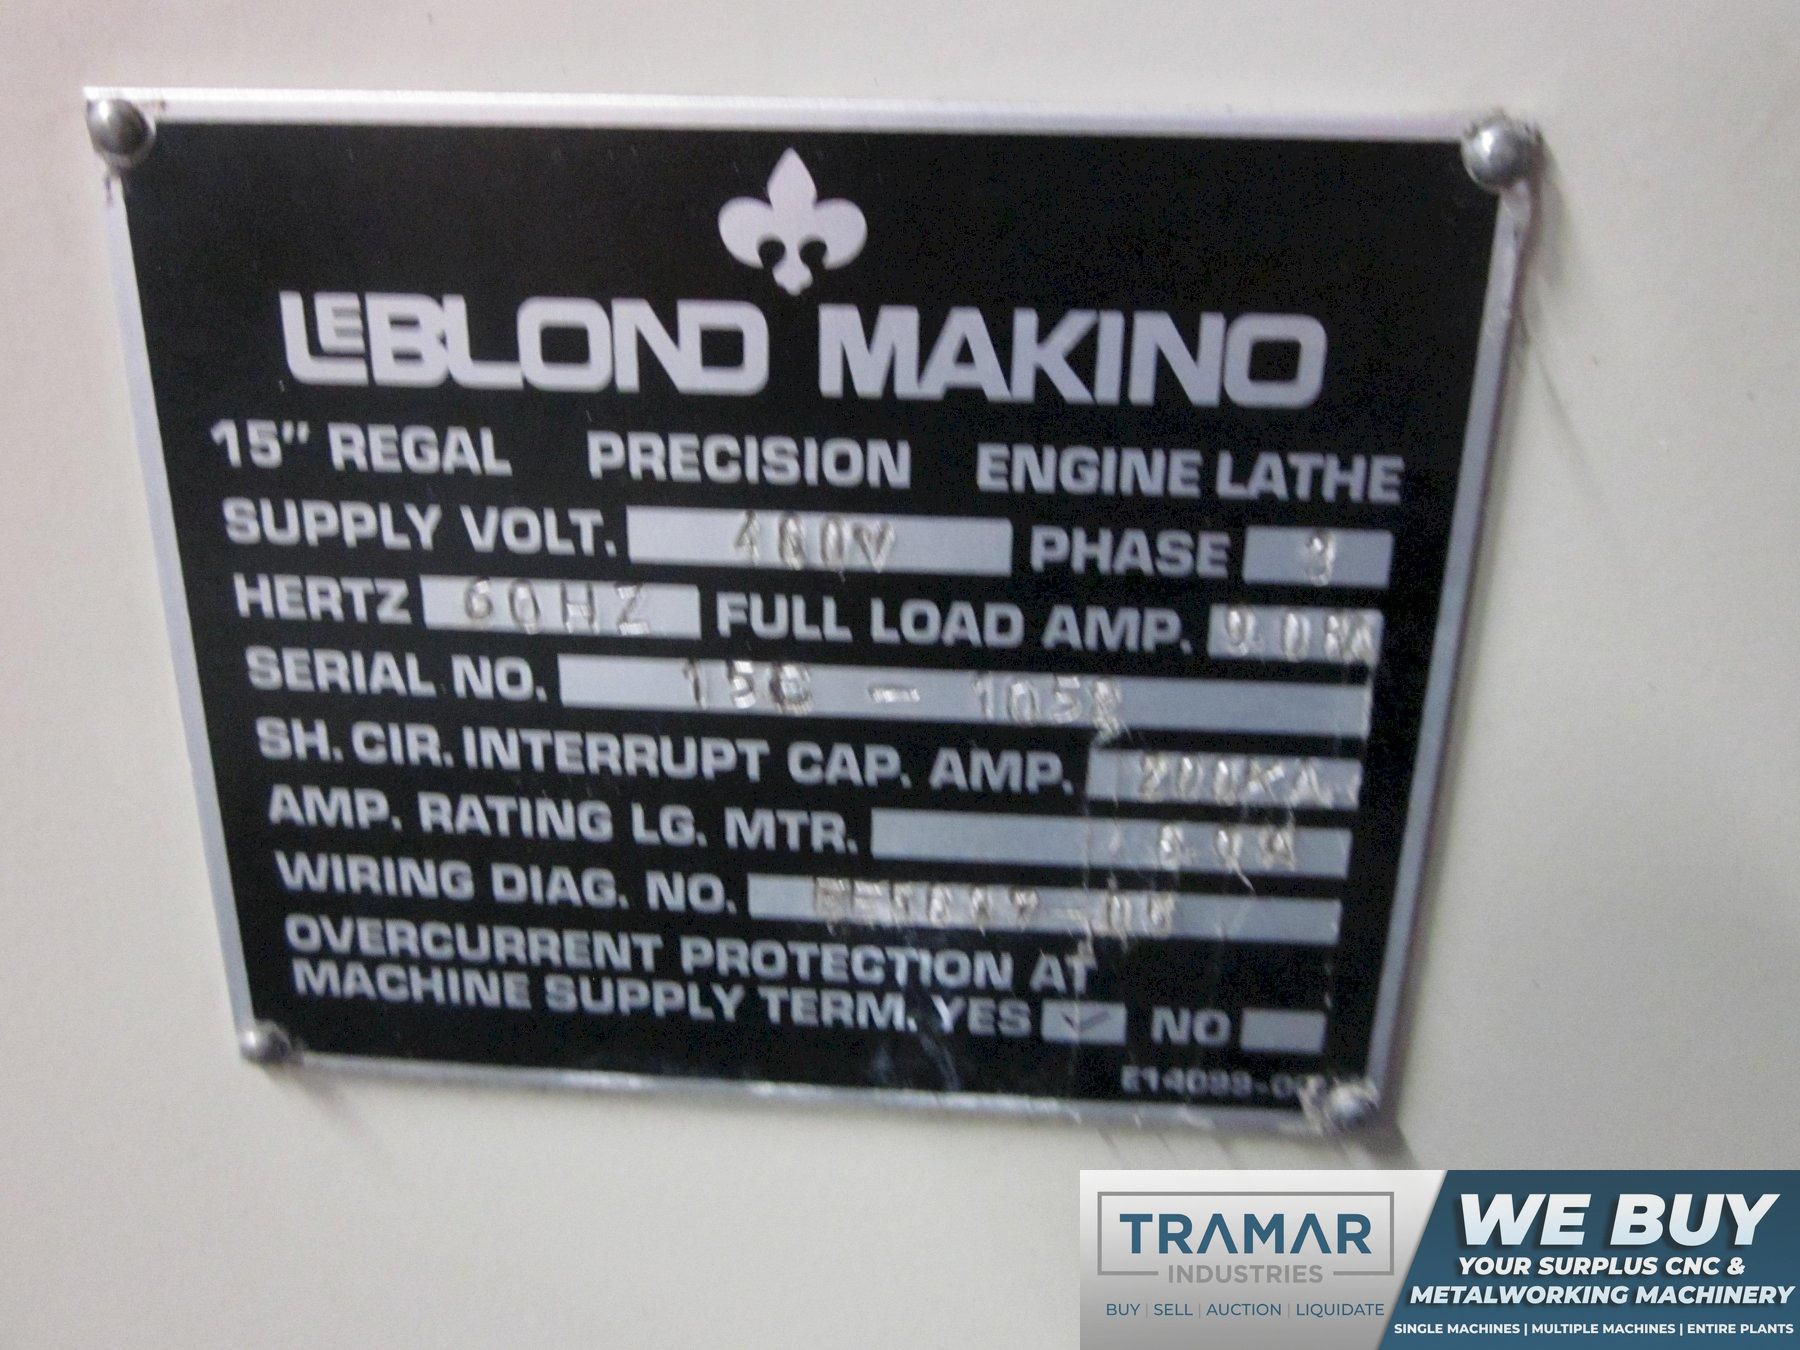 LEBLOND MAKINO
15" REGAL PRECISION ENGINE LATHE
SUPPLY VOLT. 460V PHASE 3
HERTZ 60HZ FULL LOAD AMP.
SERIAL NO.
SH. CIR. INTERRUPT CAP. AMP. 200KA
AMP. RATING LG. MTR.
WIRING DIAG. NO.
OVERCURRENT PROTECTION AT
MACHINE SUPPLY TERM. YES ✓ NO
TRAMAR
INDUSTRIES
BUY | SELL | AUCTION | LIQUIDATE
WE BUY
YOUR SURPLUS CNC &
METALWORKING MACHINERY
SINGLE MACHINES | MULTIPLE MACHINES | ENTIRE PLANTS